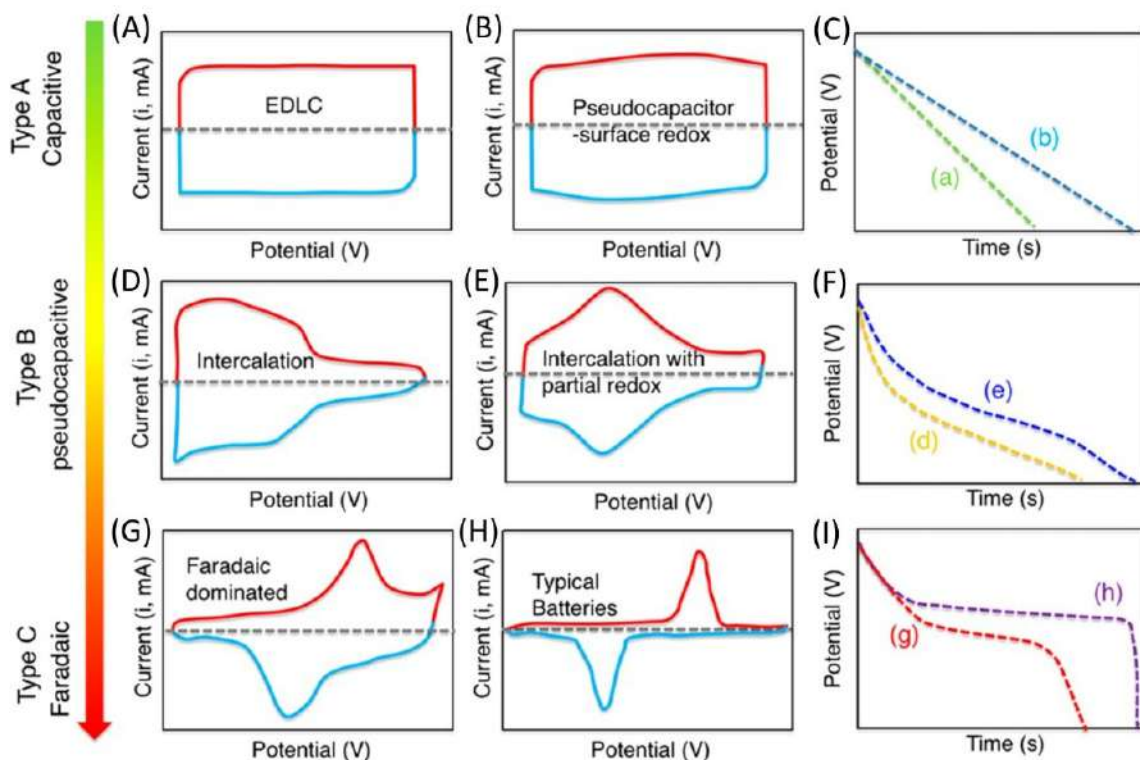 Type A
Capacitive
(A)
Current (i, mA)
EDLC
Potential (V)
(B)
Current (i, mA)
Pseudocapacitor
-surface redox
Potential (V)
(C)
Potential (V)
(a)
(b)
Time (s)
Type B
pseudocapacitive
(D)
Current (i, mA)
Intercalation
Potential (V)
(E)
Current (i, mA)
Intercalation with
partial redox
Potential (V)
(F)
Potential (V)
(e)
(d)
Time (s)
Type C
Faradaic
(G)
Current (i, mA)
Faradaic
dominated
Potential (V)
(H)
Current (i, mA)
Typical
Batteries
Potential (V)
(I)
Potential (V)
(h)
(g)
Time (s)